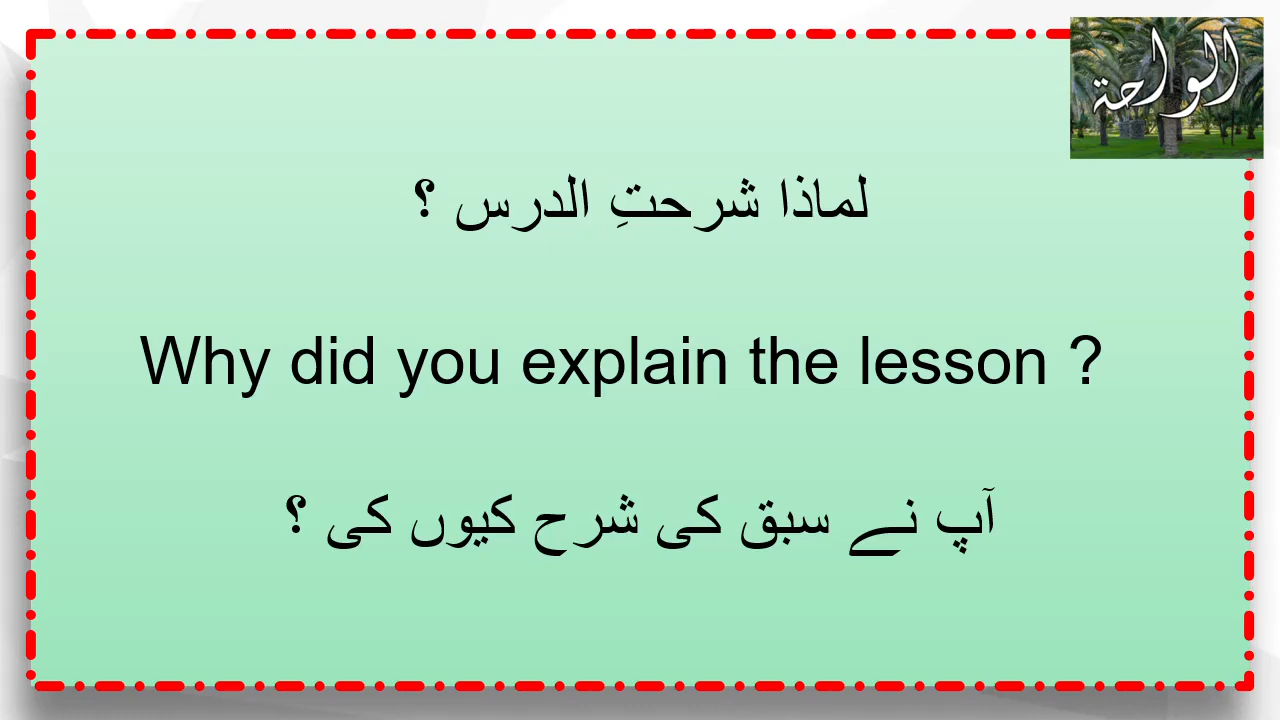 الواحة
لماذا شرحتِ الدرس ؟
Why did you explain the lesson ?
آپ نے سبق کی شرح کیوں کی ؟